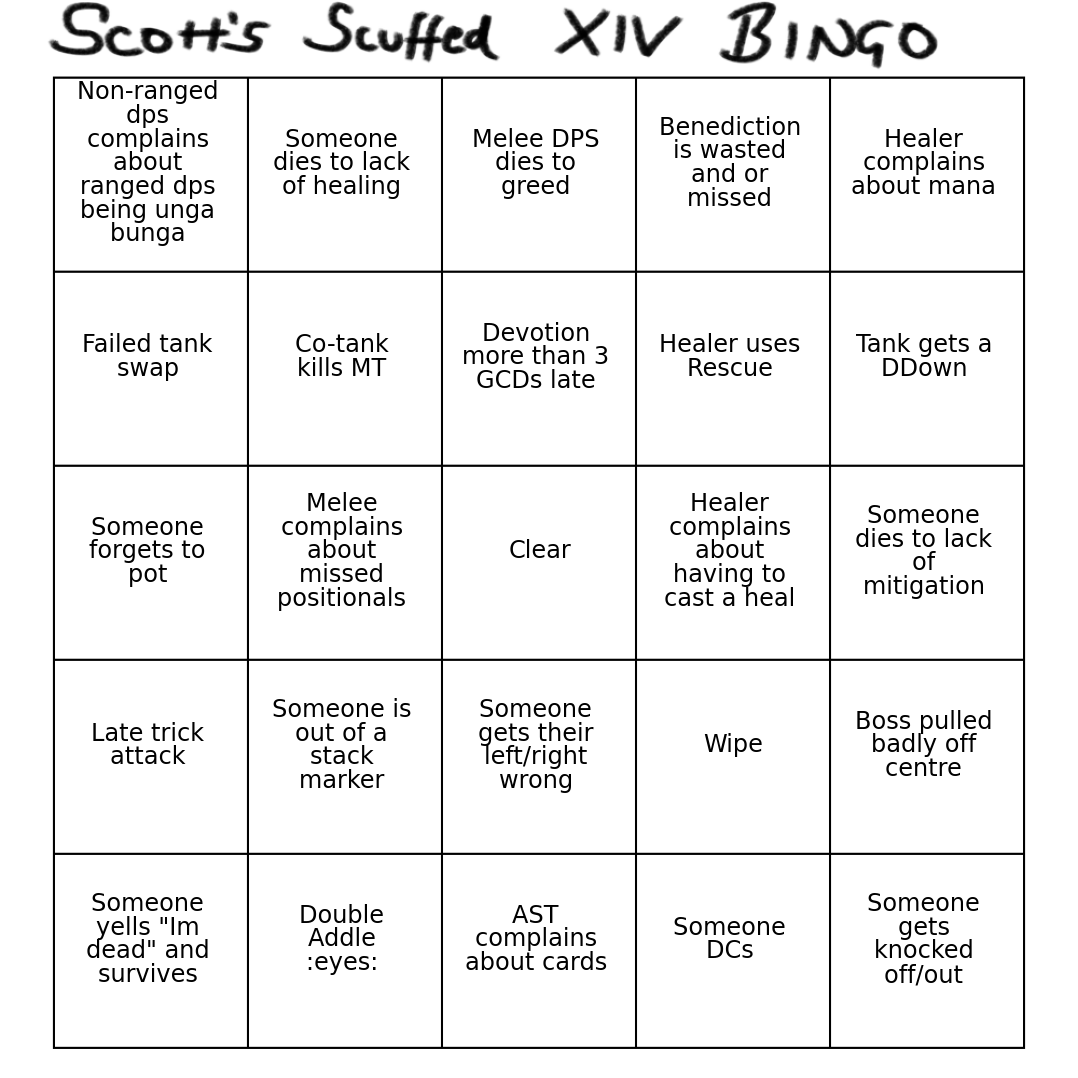 Scott's Scuffed XIV BINGO
Non-ranged
dps
complains
about
ranged dps
being unga
bunga
Someone
dies to lack
of healing
Melee DPS
dies to
greed
Benediction
is wasted
and or
missed
Healer
complains
about mana
Failed tank
swap
Co-tank
kills MT
Devotion
more than 3
GCDs late
Healer uses
Rescue
Tank gets a
DDown
Someone
forgets to
pot
Melee
complains
about
missed
positionals
Clear
Healer
complains
about
having to
cast a heal
Someone
dies to lack
of
mitigation
Late trick
attack
Someone is
out of a
stack
marker
Someone
gets their
left/right
wrong
Wipe
Boss pulled
badly off
centre
Someone
yells "Im
dead" and
survives
Double
Addle
:eyes:
AST
complains
about cards
Someone
DCs
Someone
gets
knocked
off/out